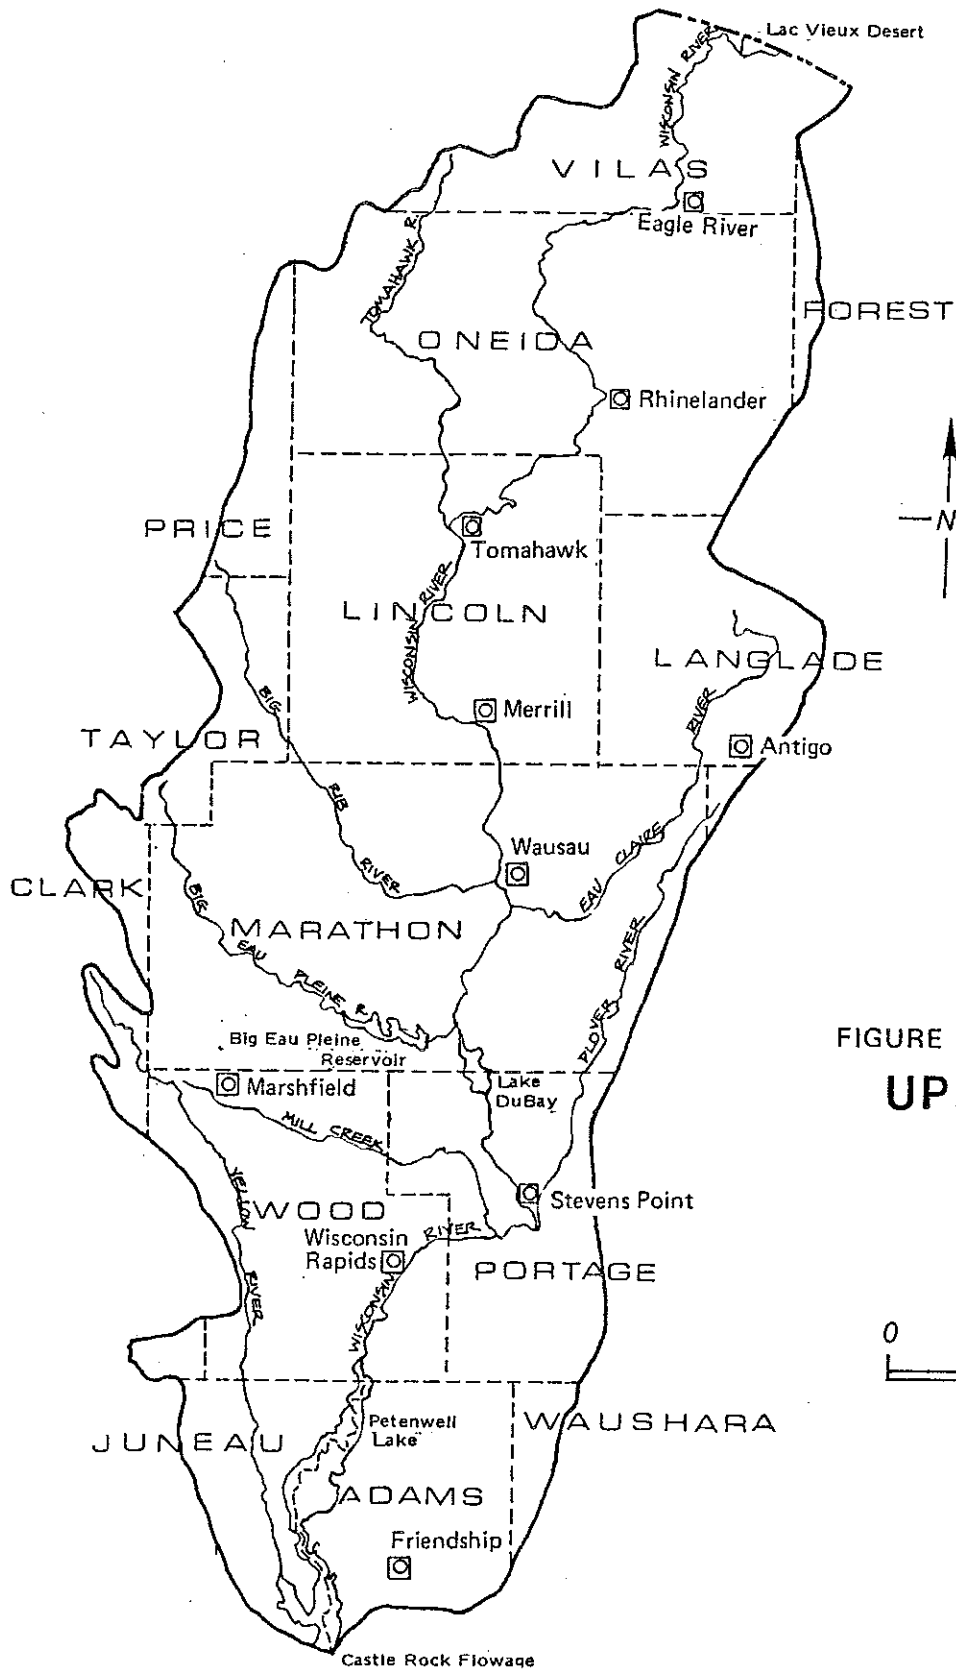 Lac Vieux Desert
WISCONSIN RIVER
VILAS
Eagle River
TOMAHAWK R.
FOREST
ONEIDA
Rhinelander
N
PRICE
Tomahawk
WISCONSIN RIVER
LINCOLN
LANGLADE
BIG RIB RIVER
Merrill
RIVER
TAYLOR
Antigo
Wausau
EAU CLAIRE
CLARK
BIG EAU PLEINE R.
MARATHON
PLOVER RIVER
Big Eau Pleine
Reservoir
FIGURE
UP
Marshfield
Lake
DuBay
MILL CREEK
YELLOW RIVER
WOOD
Stevens Point
Wisconsin
Rapids
WISCONSIN RIVER
PORTAGE
0
Petenwell
Lake
WAUSHARA
JUNEAU
ADAMS
Friendship
Castle Rock Flowage